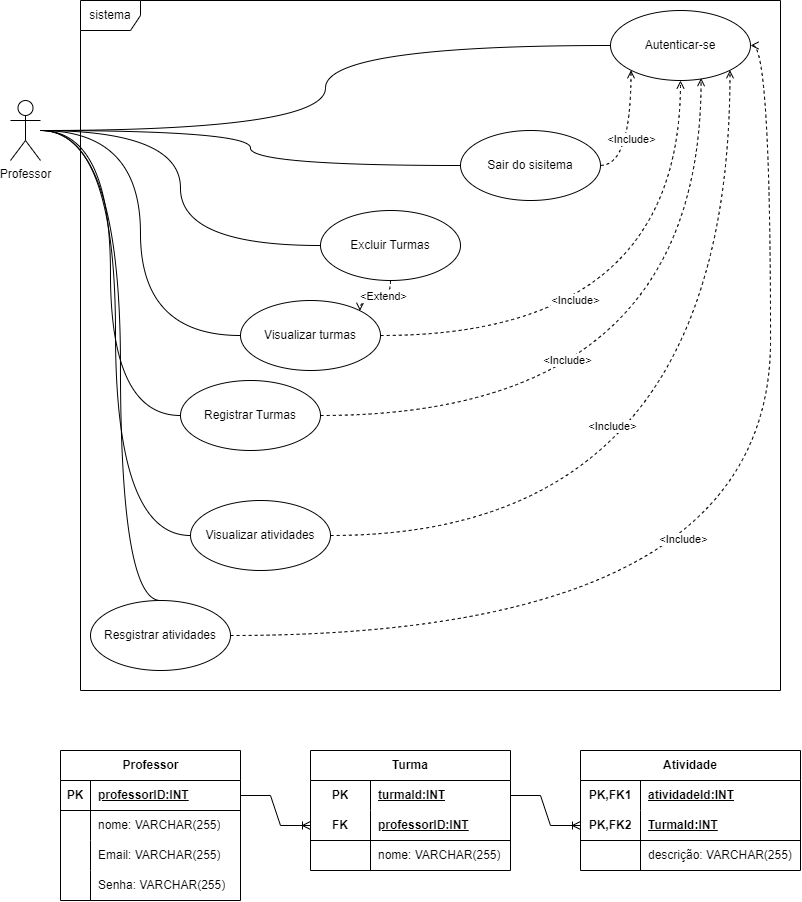 sistema
Autenticar-se
<Include>
Sair do sisitema
Professor
Excluir Turmas
<Extend>
<Include>
Visualizar turmas
<Include>
Registrar Turmas
<Include>
Visualizar atividades
<Include>
Resgistrar atividades
Professor
PK professorID:INT
nome: VARCHAR(255)
Email: VARCHAR(255)
Senha: VARCHAR(255)
Turma
PK turmaId:INT
FK professorID:INT
nome: VARCHAR(255)
Atividade
PK,FK1 atividadeId:INT
PK,FK2 TurmaId:INT
descrição: VARCHAR(255)